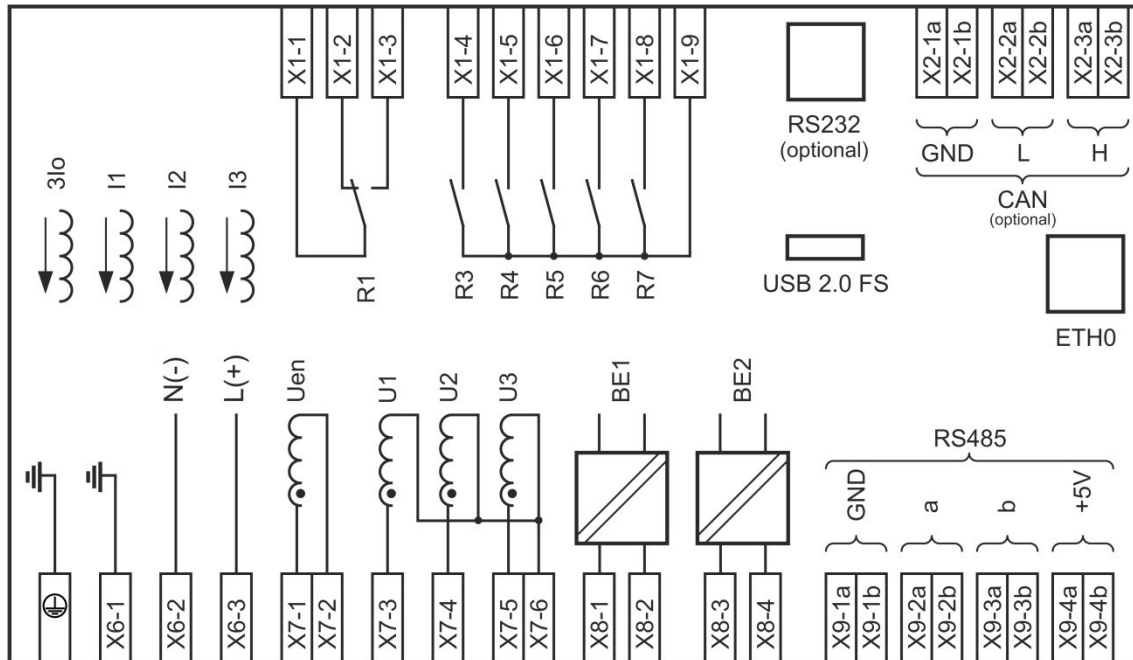 X1-1
X1-2
X1-3
X1-4
X1-5
X1-6
X1-7
X1-8
X1-9
X2-1a
X2-1b
X2-2a
X2-2b
X2-3a
X2-3b
RS232
(optional)
GND
L
H
CAN
(optional)
3Io
I1
I2
I3
R1
R3
R4
R5
R6
R7
USB 2.0 FS
ETH0
N(-)
L(+)
Uen
U1
U2
U3
BE1
BE2
RS485
GND
a
b
+5V
X6-1
X6-2
X6-3
X7-1
X7-2
X7-3
X7-4
X7-5
X7-6
X8-1
X8-2
X8-3
X8-4
X9-1a
X9-1b
X9-2a
X9-2b
X9-3a
X9-3b
X9-4a
X9-4b